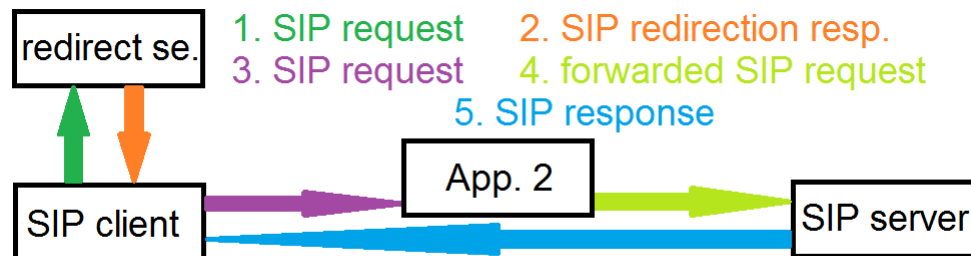 redirect se.
1. SIP request 2. SIP redirection resp.
3. SIP request 4. forwarded SIP request
5. SIP response
SIP client
App. 2
SIP server